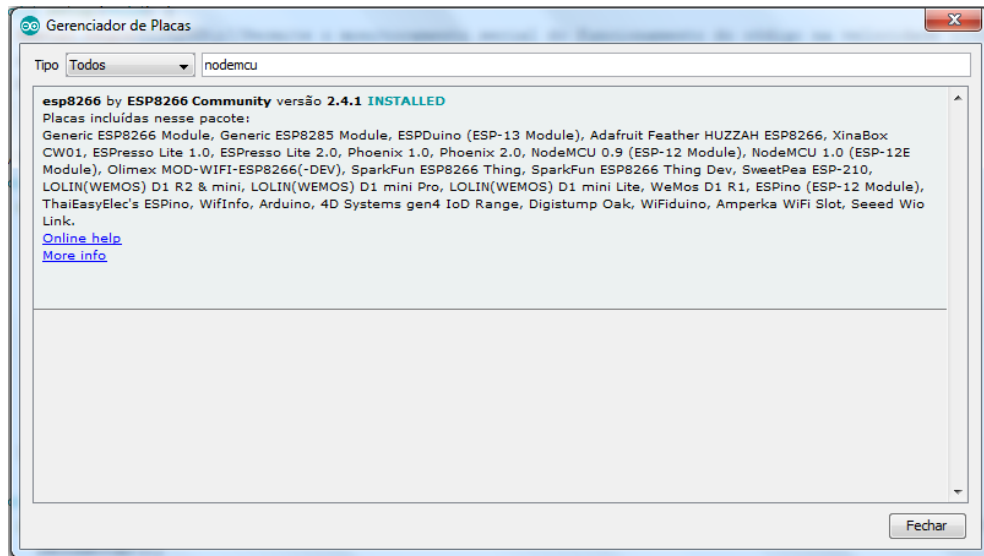 Gerenciador de Placas
Tipo Todos nodemcu
esp8266 by ESP8266 Community versão 2.4.1 INSTALLED
Placas incluídas nesse pacote:
Generic ESP8266 Module, Generic ESP8285 Module, ESPDuino (ESP-13 Module), Adafruit Feather HUZZAH ESP8266, XinaBox
CW01, ESPresso Lite 1.0, ESPresso Lite 2.0, Phoenix 1.0, Phoenix 2.0, NodeMCU 0.9 (ESP-12 Module), NodeMCU 1.0 (ESP-12E
Module), Olimex MOD-WIFI-ESP8266(-DEV), SparkFun ESP8266 Thing, SparkFun ESP8266 Thing Dev, SweetPea ESP-210,
LOLIN(WEMOS) D1 R2 & mini, LOLIN(WEMOS) D1 mini Pro, LOLIN(WEMOS) D1 mini Lite, WeMos D1 R1, ESPino (ESP-12 Module),
ThaiEasyElec's ESPino, WifInfo, Arduino, 4D Systems gen4 IoD Range, Digistump Oak, WiFiduino, Amperka WiFi Slot, Seeed Wio
Link.
Online help
More info
Fechar